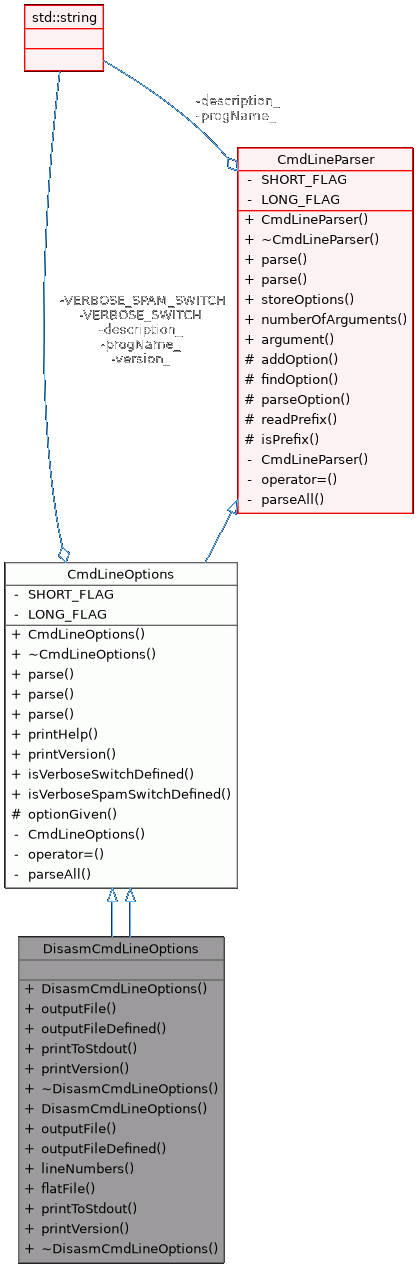 std::string
-description_
-progName_
CmdLineParser
- SHORT_FLAG
- LONG_FLAG
+ CmdLineParser()
+ ~CmdLineParser()
+ parse()
+ parse()
+ storeOptions()
+ numberOfArguments()
+ argument()
# addOption()
# findOption()
# parseOption()
# readPrefix()
# isPrefix()
- CmdLineParser()
- operator=()
- parseAll()
-VERBOSE_SPAM_SWITCH
-VERBOSE_SWITCH
-description_
-progName_
-version_
CmdLineOptions
- SHORT_FLAG
- LONG_FLAG
+ CmdLineOptions()
+ ~CmdLineOptions()
+ parse()
+ parse()
+ parse()
+ printHelp()
+ printVersion()
+ isVerboseSwitchDefined()
+ isVerboseSpamSwitchDefined()
# optionGiven()
- CmdLineOptions()
- operator=()
- parseAll()
DisasmCmdLineOptions
+ DisasmCmdLineOptions()
+ outputFile()
+ outputFileDefined()
+ printToStdout()
+ printVersion()
+ ~DisasmCmdLineOptions()
+ DisasmCmdLineOptions()
+ outputFile()
+ outputFileDefined()
+ lineNumbers()
+ flatFile()
+ printToStdout()
+ printVersion()
+ ~DisasmCmdLineOptions()